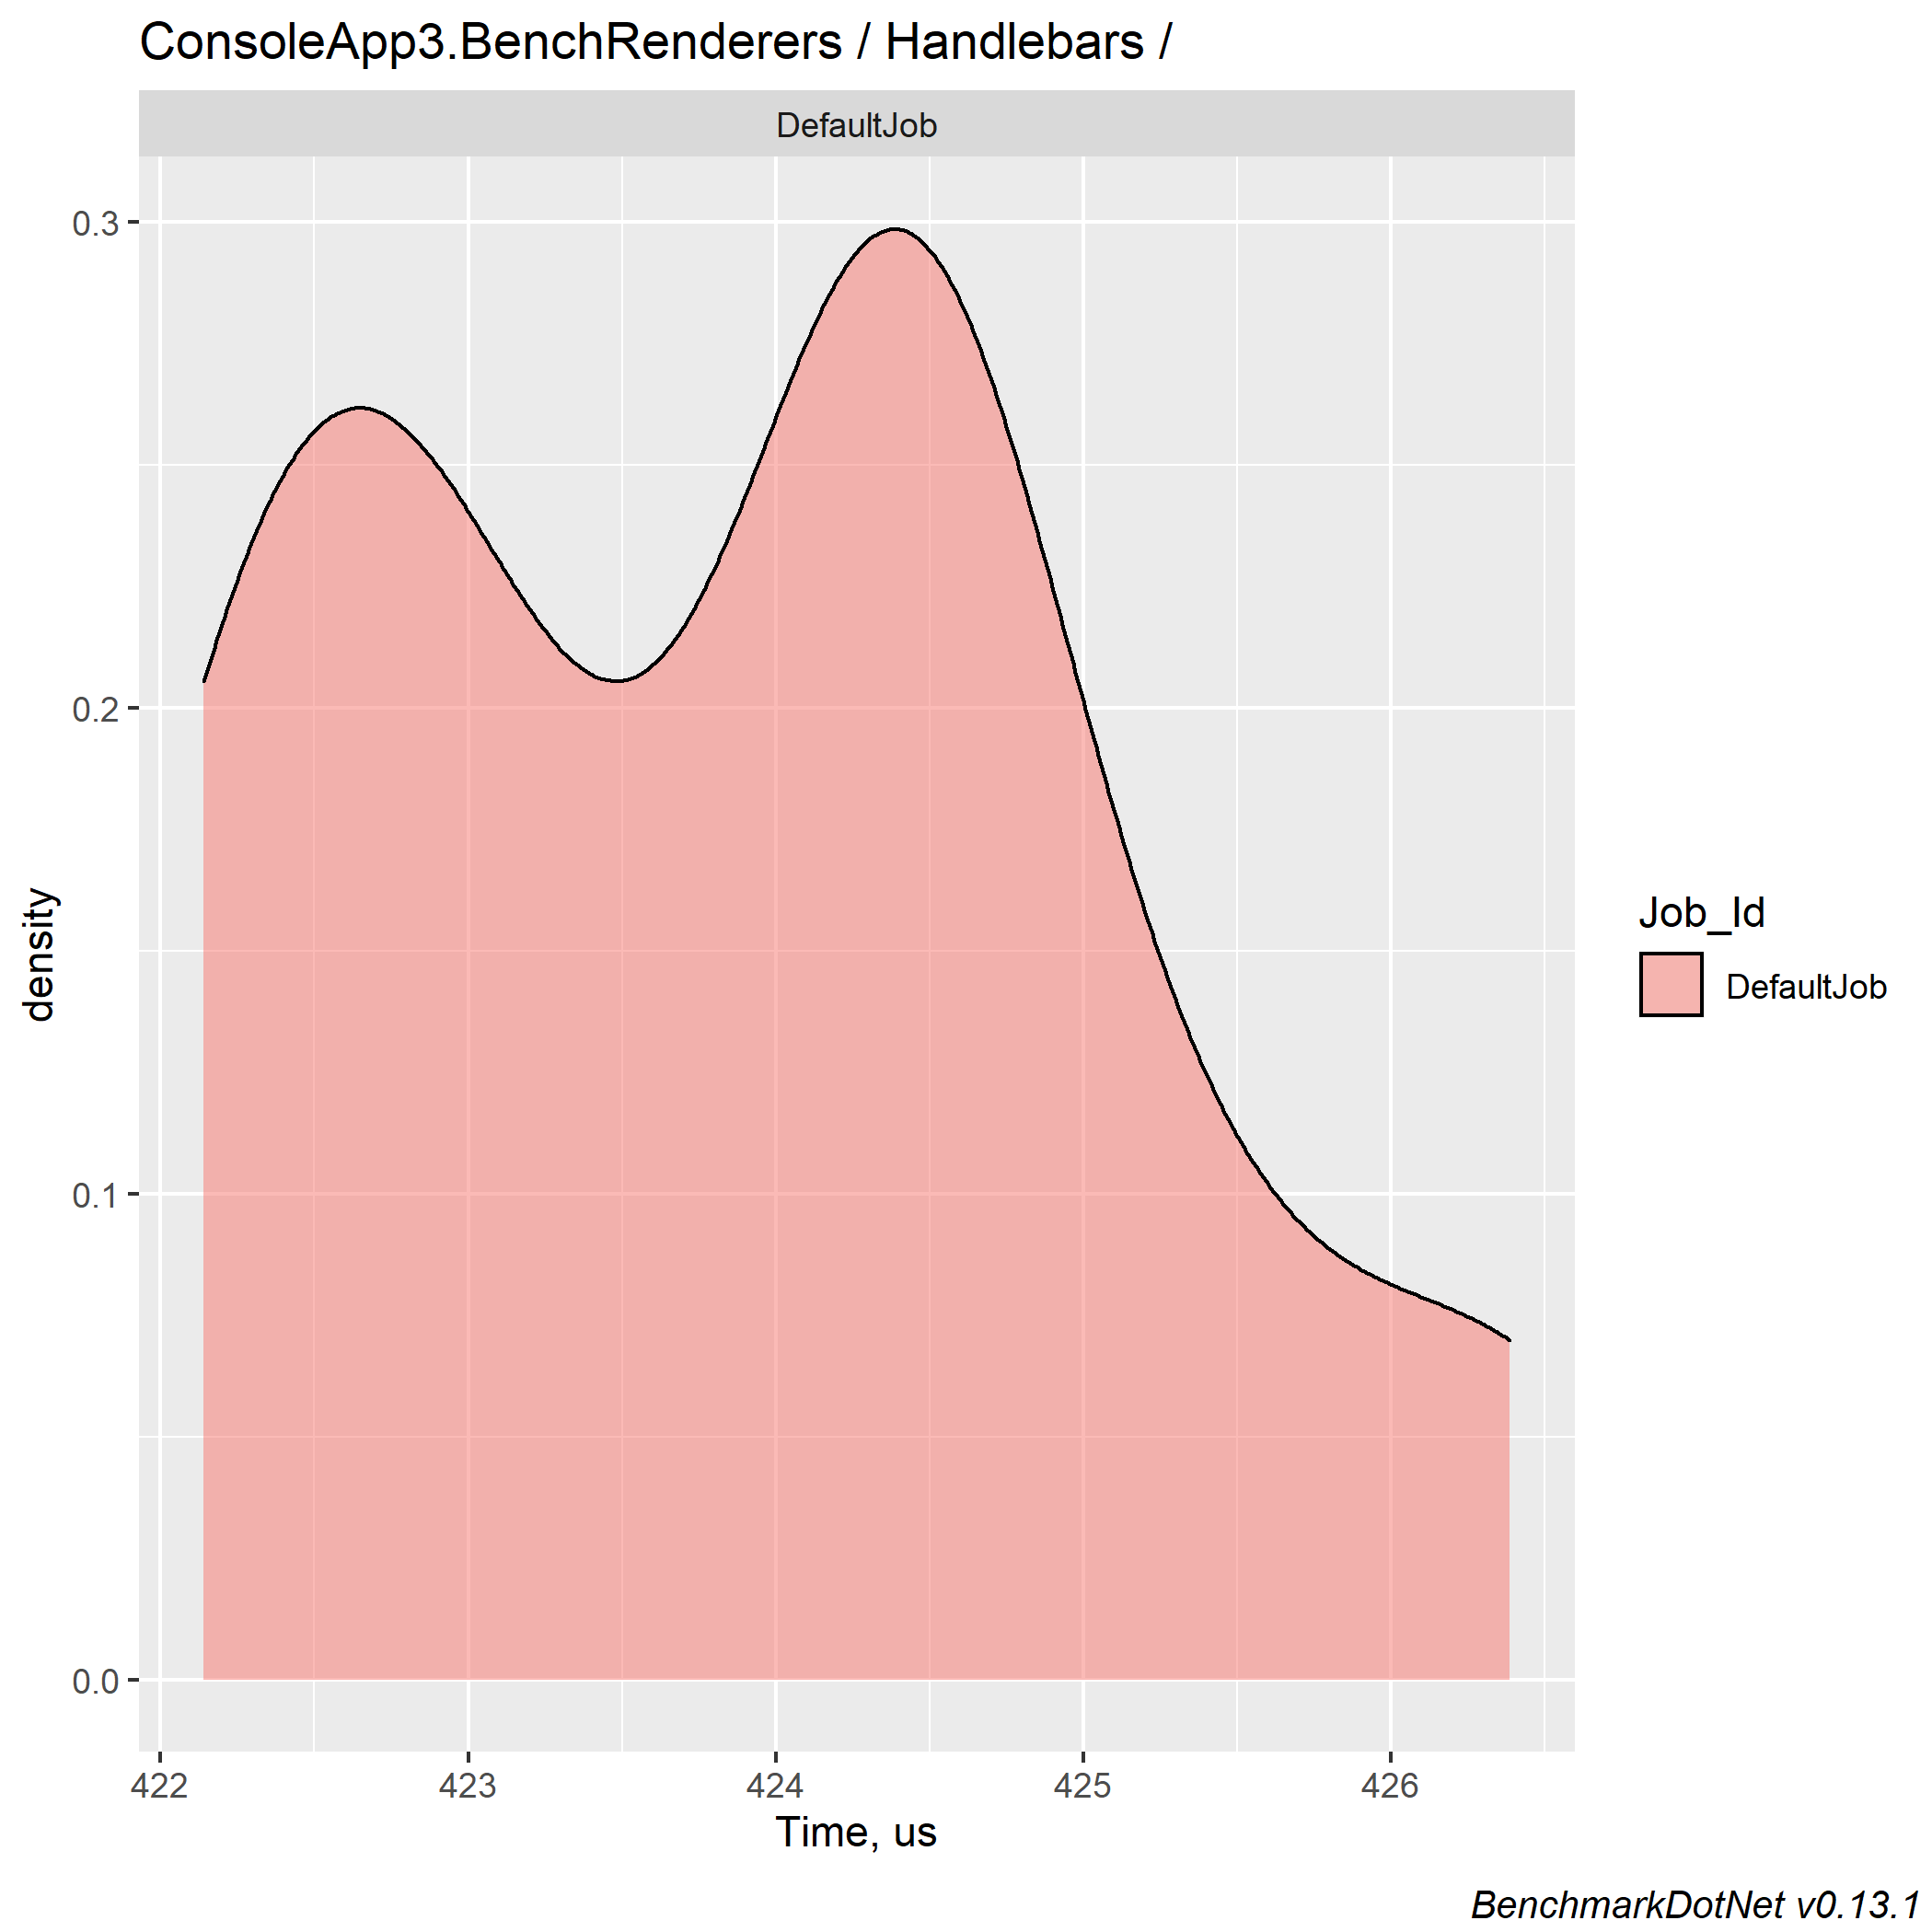 ConsoleApp3.BenchRenderers / Handlebars /
DefaultJob
0.3
0.2
0.1
0.0
density
422 423 424 425 426
Time, us
Job_Id
DefaultJob
BenchmarkDotNet v0.13.1